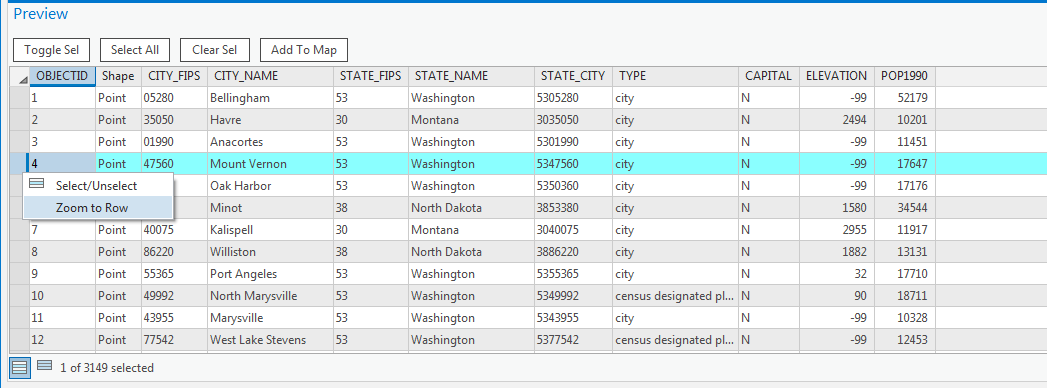 Preview
Toggle Sel Select All Clear Sel Add To Map
OBJECTID Shape CITY_FIPS CITY_NAME STATE_FIPS STATE_NAME STATE_CITY TYPE CAPITAL ELEVATION POP1990
1 Point 05280 Bellingham 53 Washington 5305280 city N -99 52179
2 Point 35050 Havre 30 Montana 3035050 city N 2494 10201
3 Point 01990 Anacortes 53 Washington 5301990 city N -99 11451
4 Point 47560 Mount Vernon 53 Washington 5347560 city N -99 17647
Select/Unselect Oak Harbor 53 Washington 5350360 city N -99 17176
Zoom to Row Minot 38 North Dakota 3853380 city N 1580 34544
7 Point 40075 Kalispell 30 Montana 3040075 city N 2955 11917
8 Point 86220 Williston 38 North Dakota 3886220 city N 1882 13131
9 Point 55365 Port Angeles 53 Washington 5355365 city N 32 17710
10 Point 49992 North Marysville 53 Washington 5349992 census designated pl... N 90 18711
11 Point 43955 Marysville 53 Washington 5343955 city N -99 10328
12 Point 77542 West Lake Stevens 53 Washington 5377542 census designated pl... N -99 12453
1 of 3149 selected